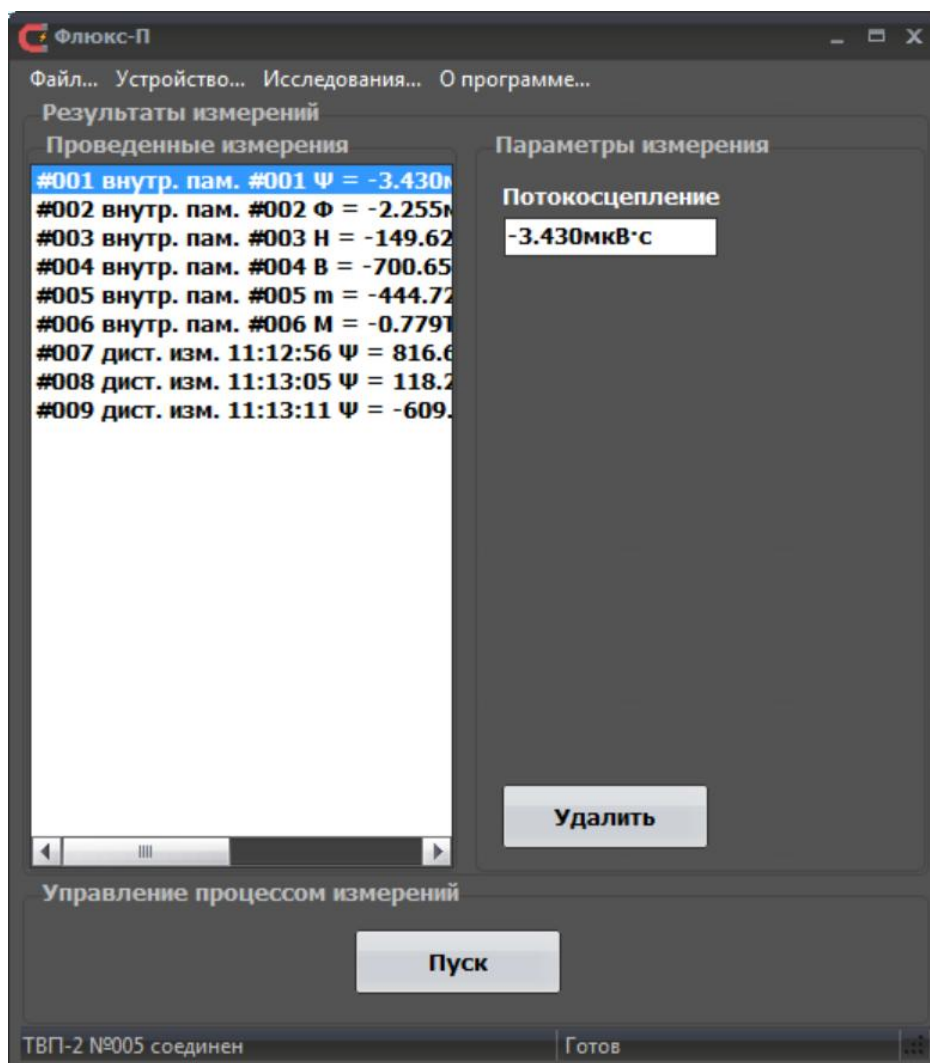 Флюкс-П
Файл... Устройство... Исследования... О программе...
Результаты измерений
Проведенные измерения
#001 внутр. пам. #001 Ψ = -3.430м
#002 внутр. пам. #002 Ф = -2.255м
#003 внутр. пам. #003 H = -149.62
#004 внутр. пам. #004 B = -700.65
#005 внутр. пам. #005 m = -444.72
#006 внутр. пам. #006 M = -0.779Т
#007 дист. изм. 11:12:56 Ψ = 816.6
#008 дист. изм. 11:13:05 Ψ = 118.2
#009 дист. изм. 11:13:11 Ψ = -609.
Параметры измерения
Потокосцепление
-3.430мкВ·с
Удалить
Управление процессом измерений
Пуск
ТВП-2 №005 соединен
Готов